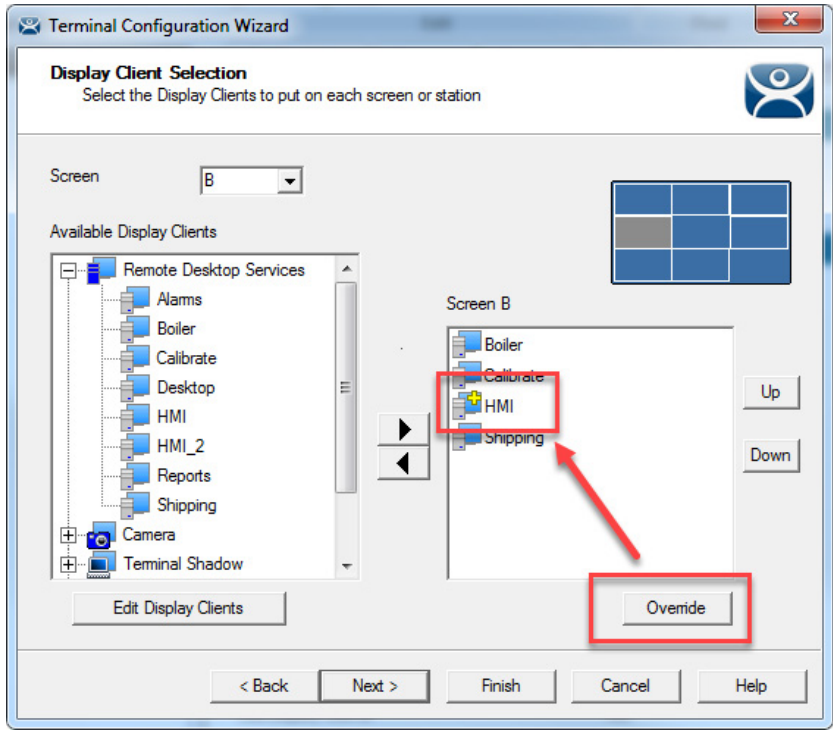 Terminal Configuration Wizard
Display Client Selection
Select the Display Clients to put on each screen or station
Screen
B
Available Display Clients
Remote Desktop Services
Alarms
Boiler
Calibrate
Desktop
HMI
HMI_2
Reports
Shipping
Camera
Terminal Shadow
Edit Display Clients
Screen B
Boiler
Calibrate
HMI
Shipping
Up
Down
Override
< Back
Next >
Finish
Cancel
Help